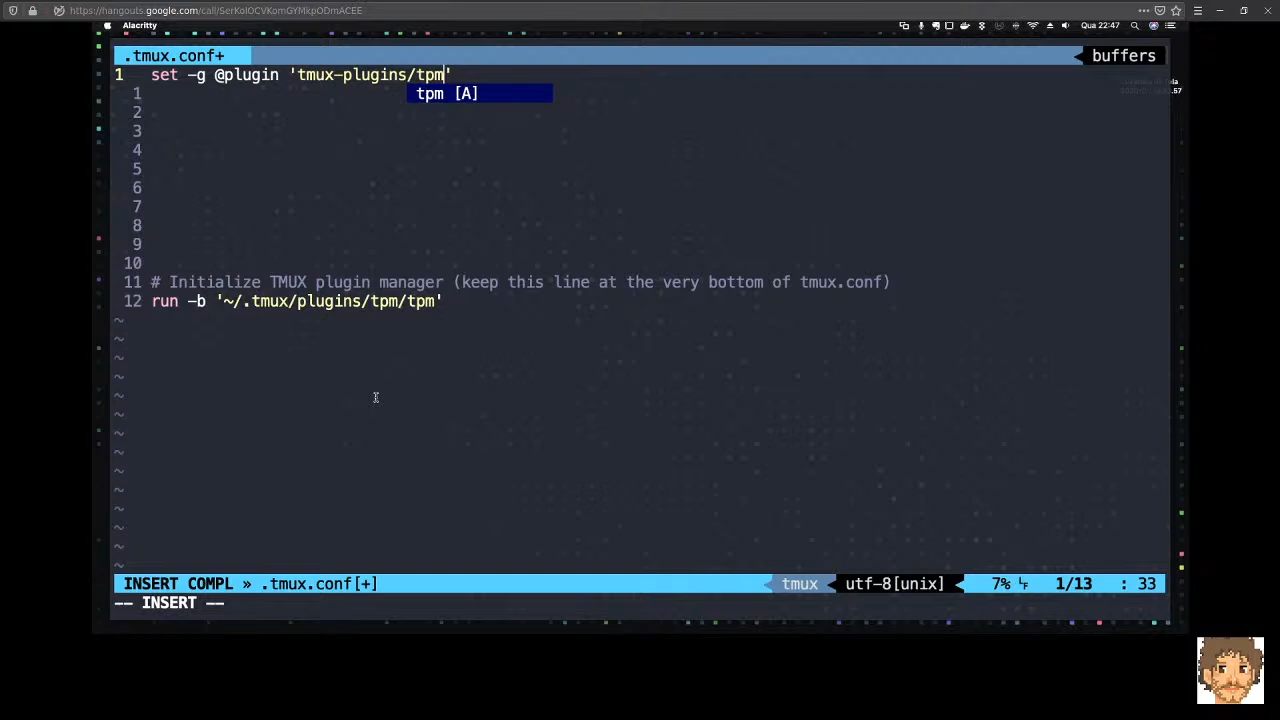 https://hangouts.google.com/call/SerKolOCVKomGYMkpODmACEE
Alacritty
Qua 22:47
.tmux.conf+
buffers
1 set -g @plugin 'tmux-plugins/tpm'
1 tpm [A]
2
3
4
5
6
7
8
9
10
11 # Initialize TMUX plugin manager (keep this line at the very bottom of tmux.conf)
12 run -b '~/.tmux/plugins/tpm/tpm'
~
~
~
~
~
~
~
~
~
~
~
~
~
~
INSERT COMPL » .tmux.conf[+]
tmux
utf-8[unix]
7% ␊ 1/13 : 33
-- INSERT --